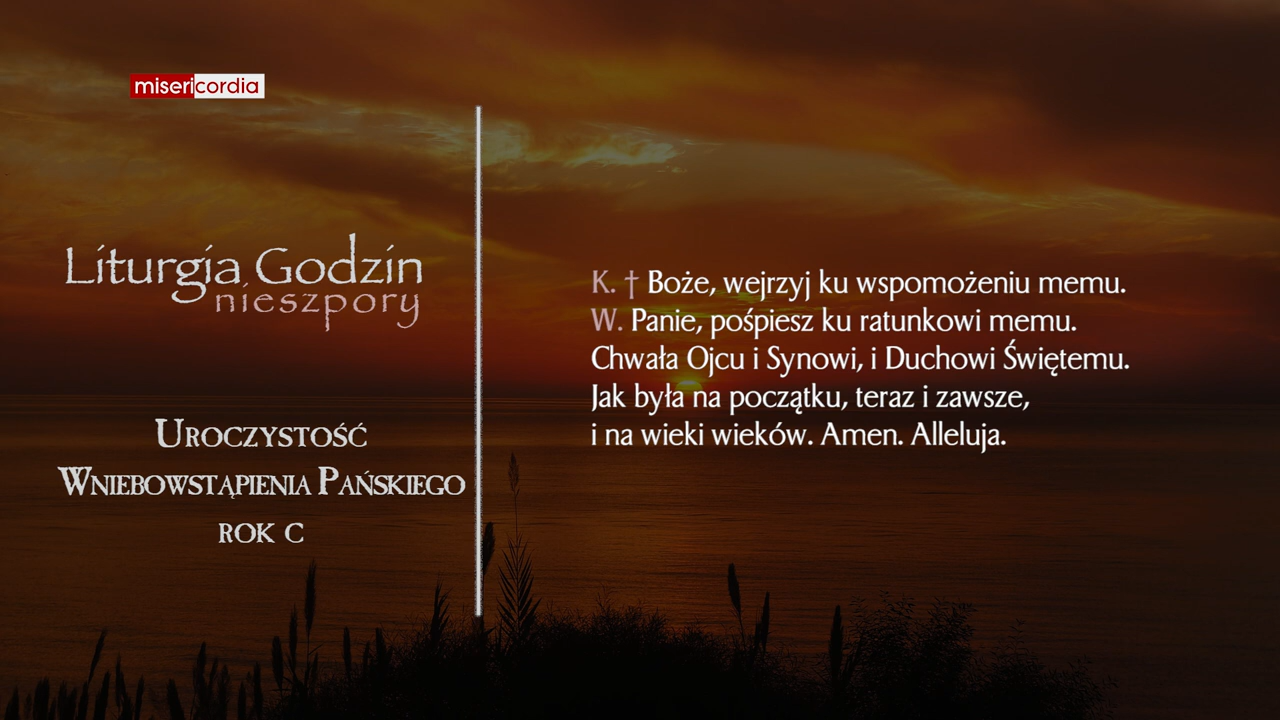 misericordia
Liturgia Godzin
nieszpory
Uroczystość
Wniebowstąpienia Pańskiego
rok C
K. † Boże, wejrzyj ku wspomożeniu memu.
W. Panie, pośpiesz ku ratunkowi memu.
Chwała Ojcu i Synowi, i Duchowi Świętemu.
Jak była na początku, teraz i zawsze,
i na wieki wieków. Amen. Alleluja.